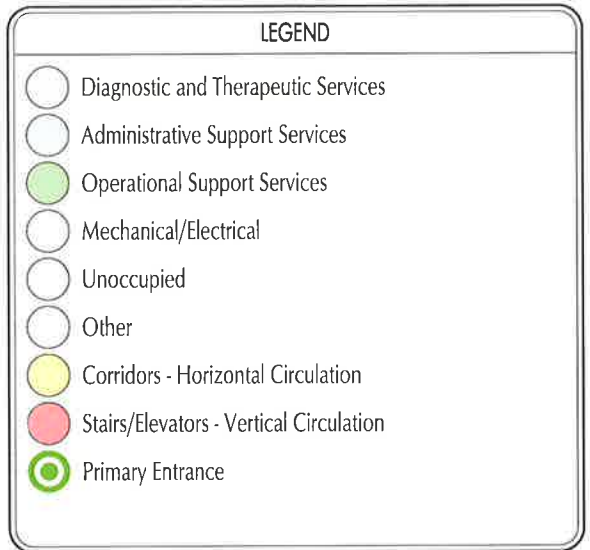 LEGEND
Diagnostic and Therapeutic Services
Administrative Support Services
Operational Support Services
Mechanical/Electrical
Unoccupied
Other
Corridors - Horizontal Circulation
Stairs/Elevators - Vertical Circulation
Primary Entrance